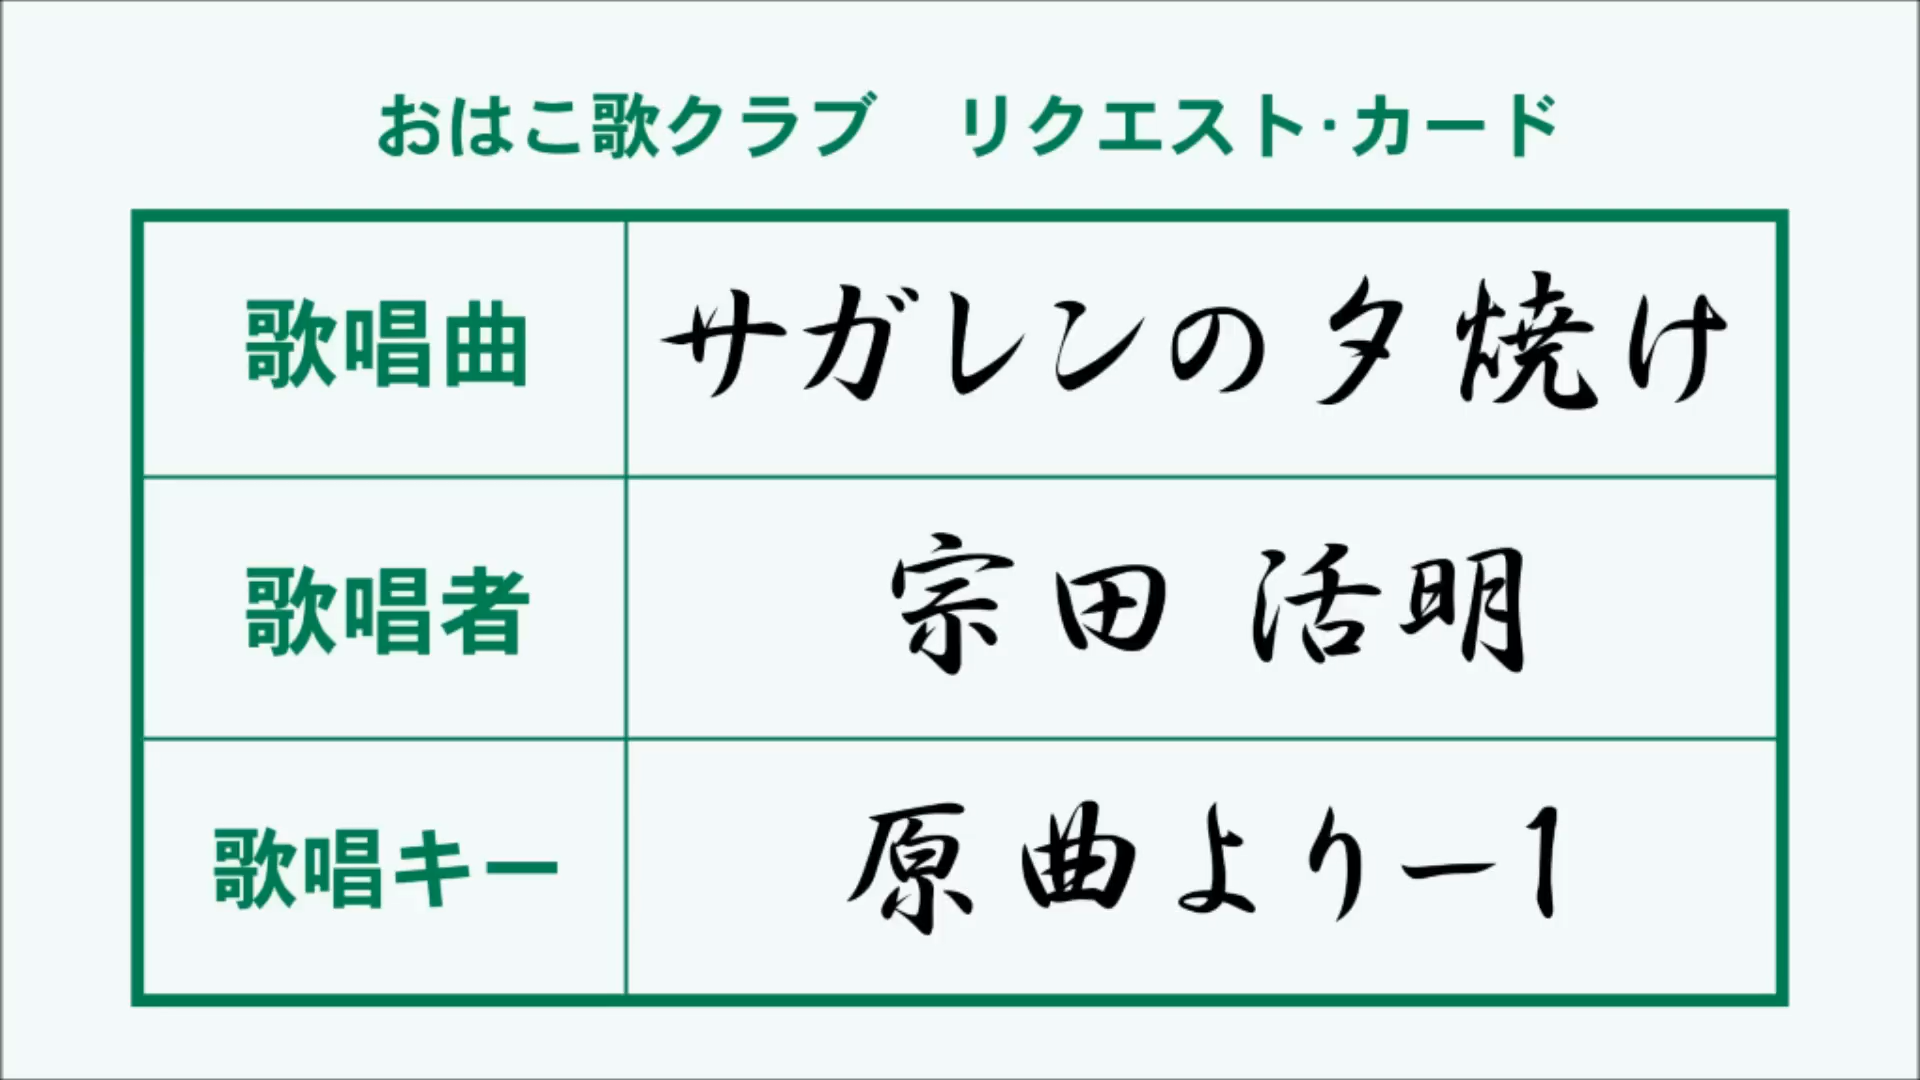 おはこ歌クラブ　リクエスト・カード
歌唱曲 サガレンの夕焼け
歌唱者 宗田 活明
歌唱キー 原曲より－1